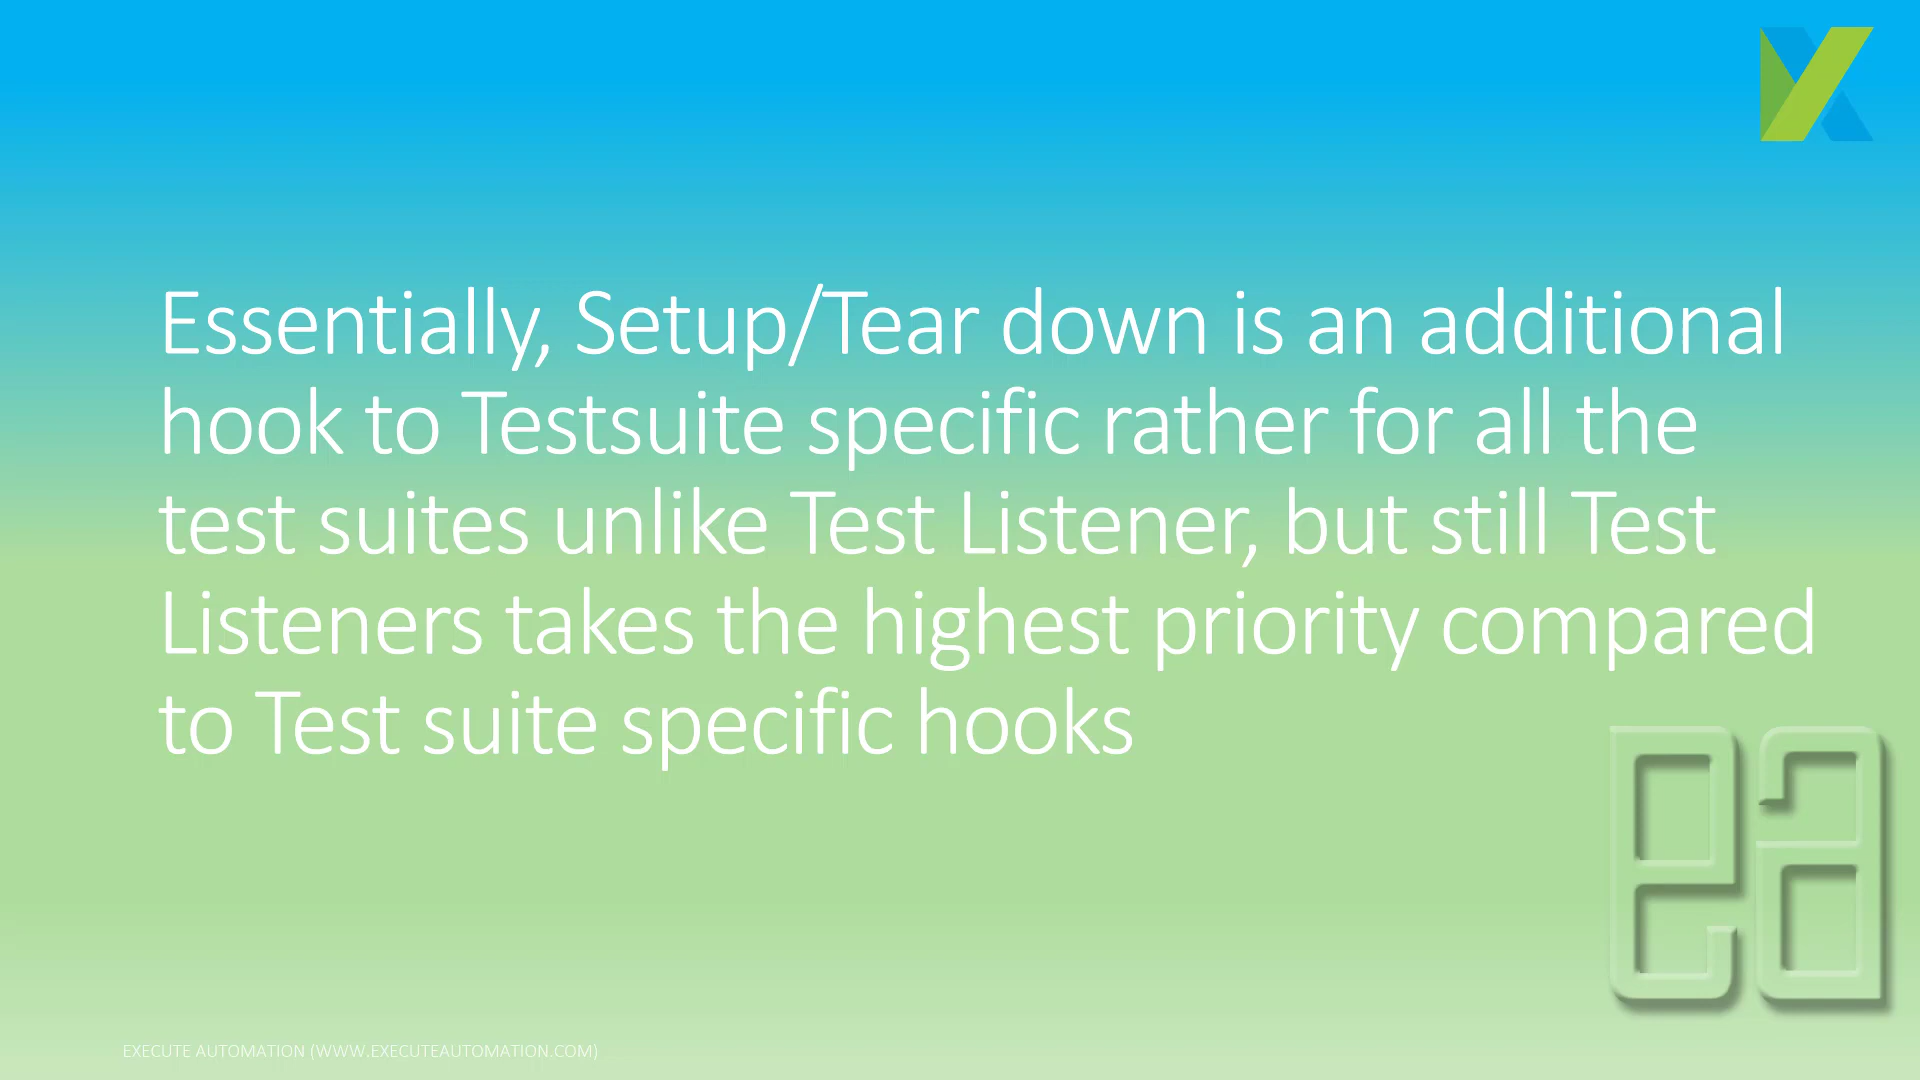 Essentially, Setup/Tear down is an additional
hook to Testsuite specific rather for all the
test suites unlike Test Listener, but still Test
Listeners takes the highest priority compared
to Test suite specific hooks
ea
EXECUTE AUTOMATION (WWW.EXECUTEAUTOMATION.COM)